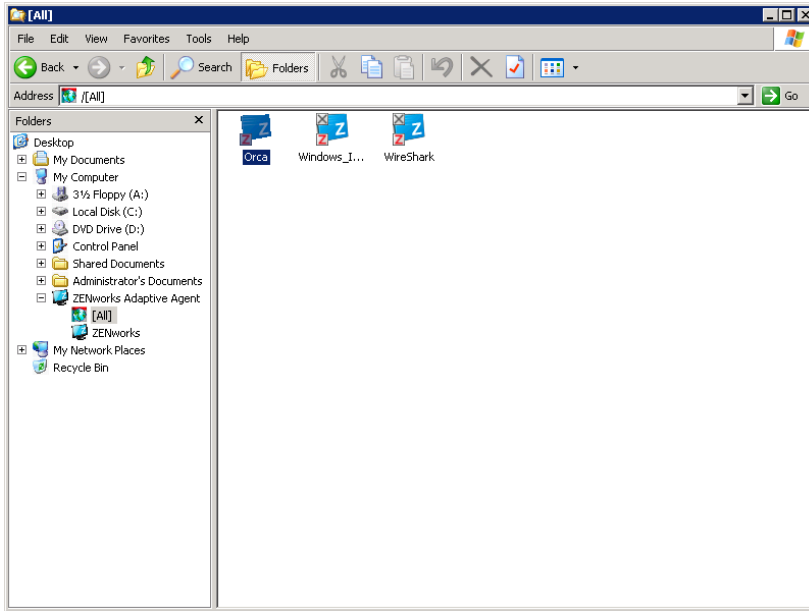 [All]
File Edit View Favorites Tools Help
Back Search Folders
Address /[All] Go
Folders x
Desktop
My Documents
My Computer
3½ Floppy (A:)
Local Disk (C:)
DVD Drive (D:)
Control Panel
Shared Documents
Administrator's Documents
ZENworks Adaptive Agent
[All]
ZENworks
My Network Places
Recycle Bin
Orca Windows_I... WireShark